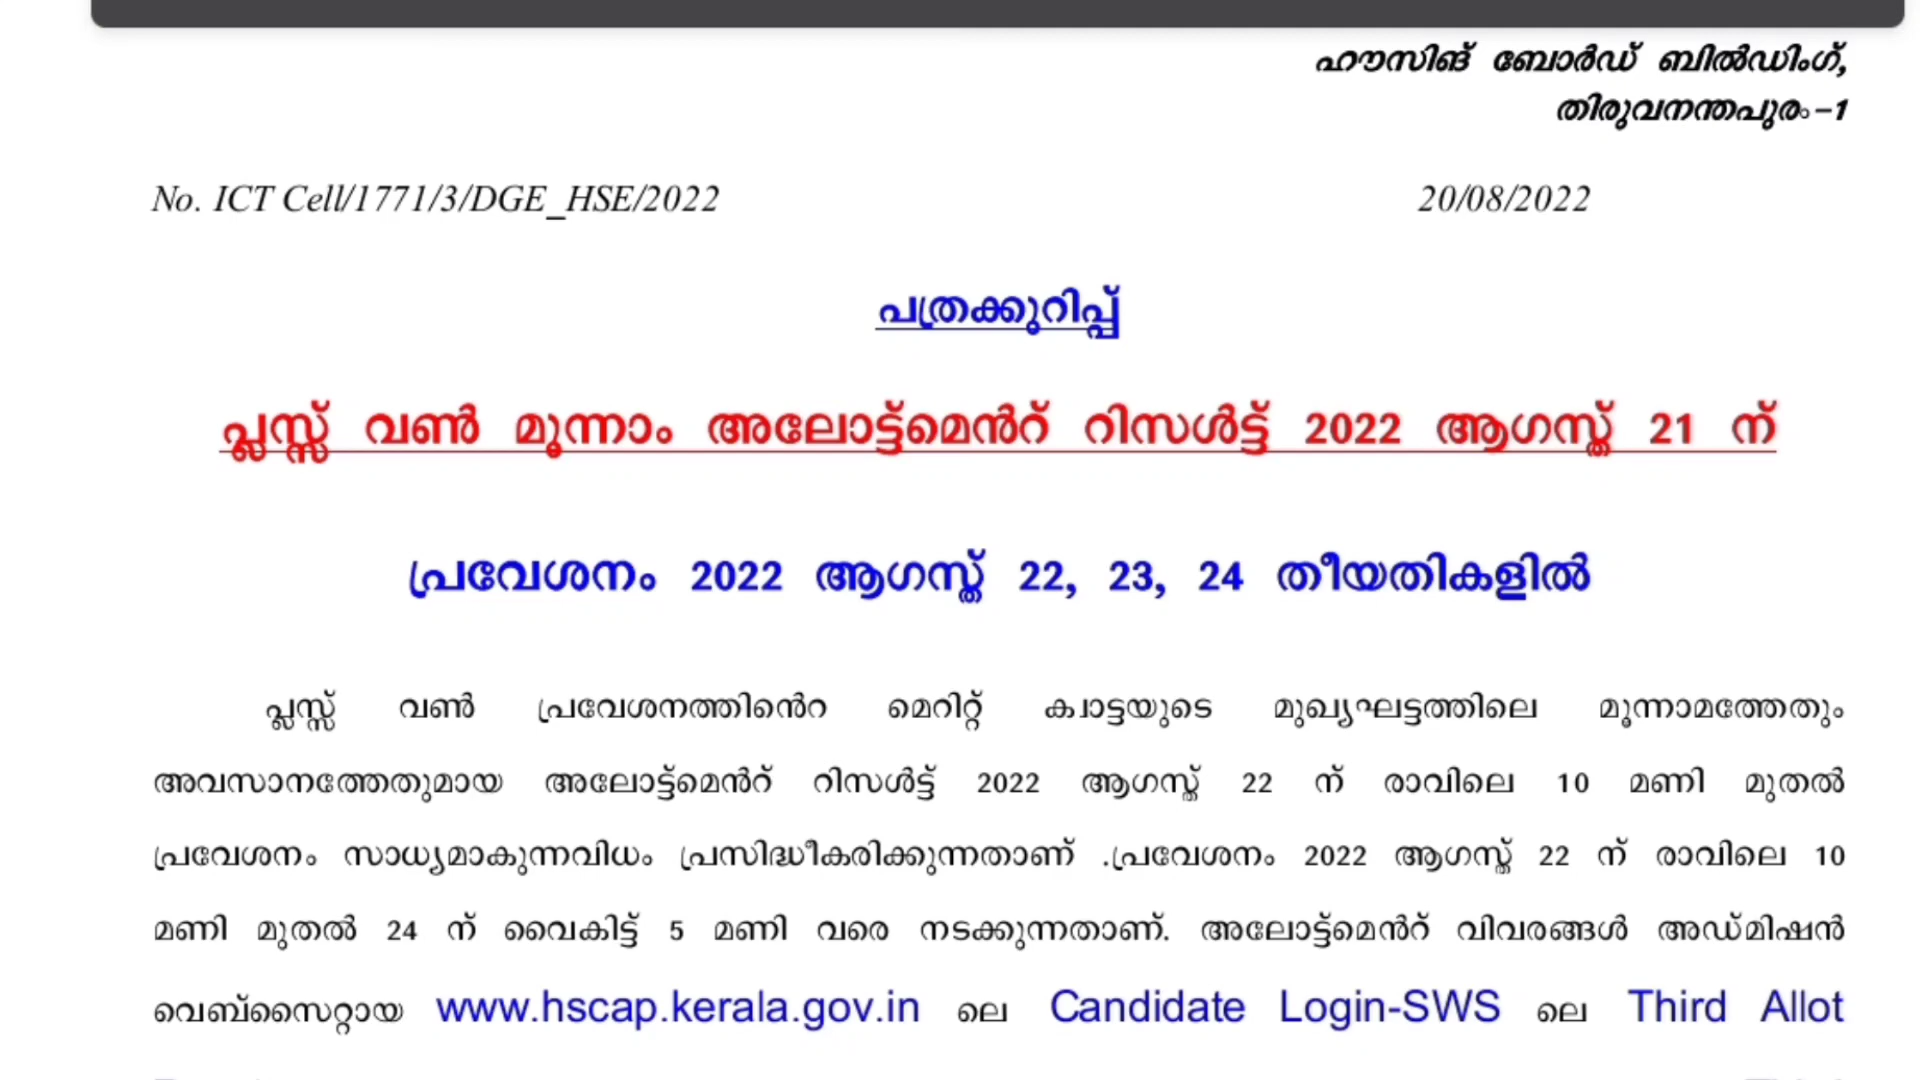 ഹൗസിങ് ബോർഡ് ബിൽഡിംഗ്,
തിരുവനന്തപുരം-1
No. ICT Cell/1771/3/DGE_HSE/2022 20/08/2022
പത്രക്കുറിപ്പ്
പ്ലസ്സ് വൺ മൂന്നാം അലോട്ട്മെൻറ് റിസൾട്ട് 2022 ആഗസ്ത് 21 ന്
പ്രവേശനം 2022 ആഗസ്ത് 22, 23, 24 തീയതികളിൽ
പ്ലസ്സ് വൺ പ്രവേശനത്തിൻെറ മെറിറ്റ് ക്വാട്ടയുടെ മുഖ്യഘട്ടത്തിലെ മൂന്നാമത്തേതും
അവസാനത്തേതുമായ അലോട്ട്മെൻറ് റിസൾട്ട് 2022 ആഗസ്ത് 22 ന് രാവിലെ 10 മണി മുതൽ
പ്രവേശനം സാധ്യമാകുന്നവിധം പ്രസിദ്ധീകരിക്കുന്നതാണ് .പ്രവേശനം 2022 ആഗസ്ത് 22 ന് രാവിലെ 10
മണി മുതൽ 24 ന് വൈകിട്ട് 5 മണി വരെ നടക്കുന്നതാണ്. അലോട്ട്മെൻറ് വിവരങ്ങൾ അഡ്മിഷൻ
വെബ്സൈറ്റായ www.hscap.kerala.gov.in ലെ Candidate Login-SWS ലെ Third Allot